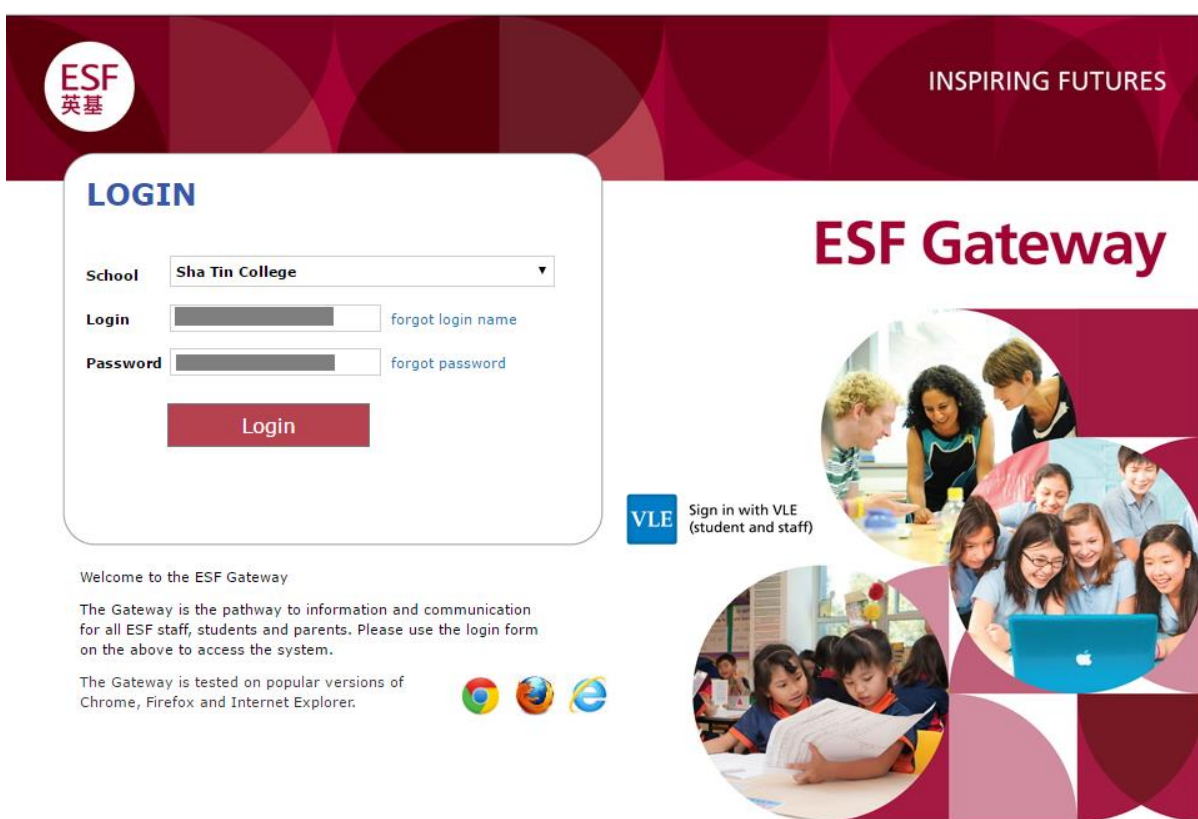 ESF
英基
INSPIRING FUTURES
LOGIN
ESF Gateway
School Sha Tin College
Login forgot login name
Password forgot password
Login
VLE Sign in with VLE
(student and staff)
Welcome to the ESF Gateway
The Gateway is the pathway to information and communication
for all ESF staff, students and parents. Please use the login form
on the above to access the system.
The Gateway is tested on popular versions of
Chrome, Firefox and Internet Explorer.